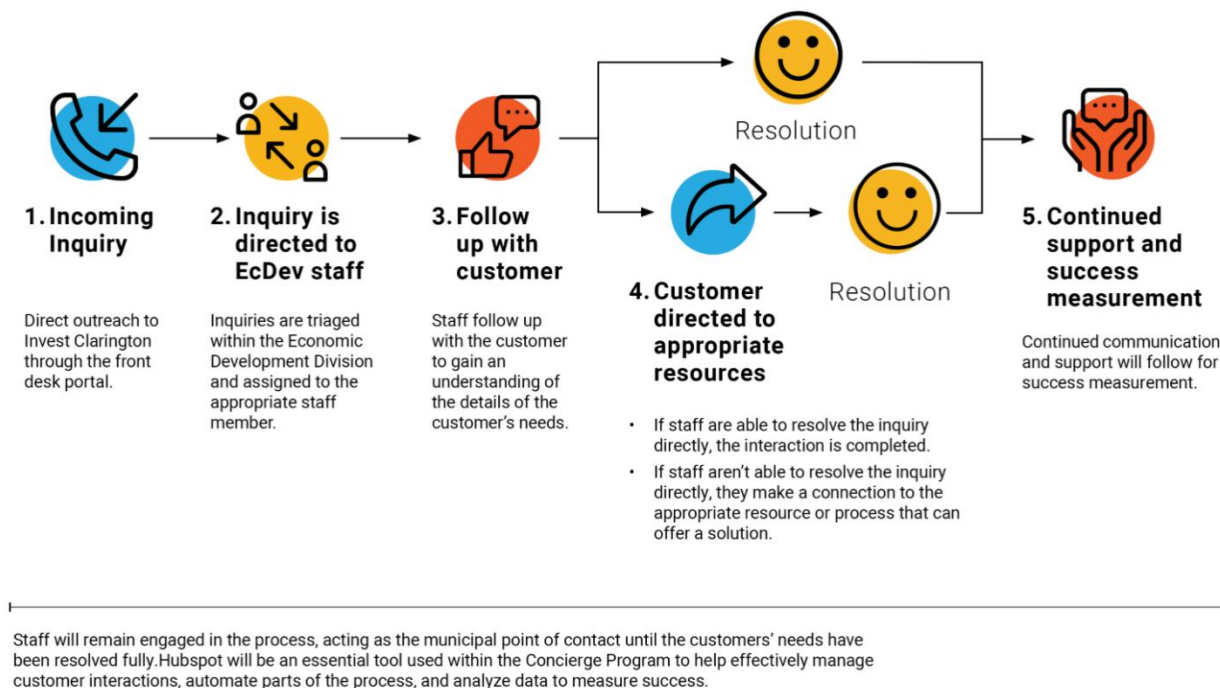 Resolution
1. Incoming
Inquiry
Direct outreach to
Invest Clarington
through the front
desk portal.
2. Inquiry is
directed to
EcDev staff
Inquiries are triaged
within the Economic
Development Division
and assigned to the
appropriate staff
member.
3. Follow
up with
customer
Staff follow up
with the customer
to gain an
understanding of
the details of the
customer's needs.
4. Customer
directed to
appropriate
resources
• If staff are able to resolve the inquiry
directly, the interaction is completed.
• If staff aren't able to resolve the inquiry
directly, they make a connection to the
appropriate resource or process that can
offer a solution.
Resolution
5. Continued
support and
success
measurement
Continued communication
and support will follow for
success measurement.
Staff will remain engaged in the process, acting as the municipal point of contact until the customers' needs have
been resolved fully.Hubspot will be an essential tool used within the Concierge Program to help effectively manage
customer interactions, automate parts of the process, and analyze data to measure success.